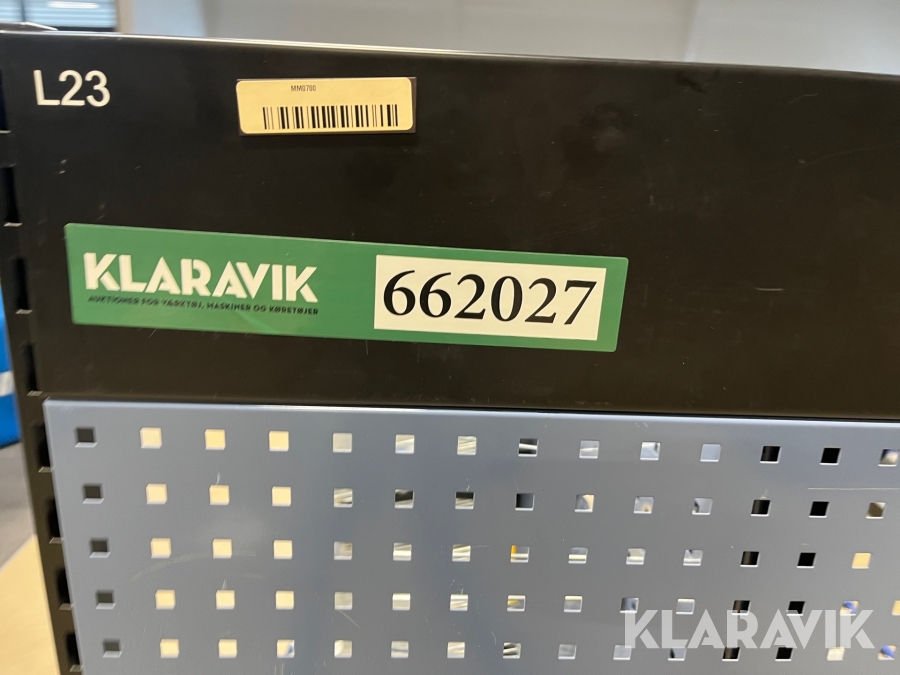 L23
MM0700
KLARAVIK
AUKTIONER FOR VÆRKTØJ, MASKINER OG KØRETØJER
662027
KLARAVIK